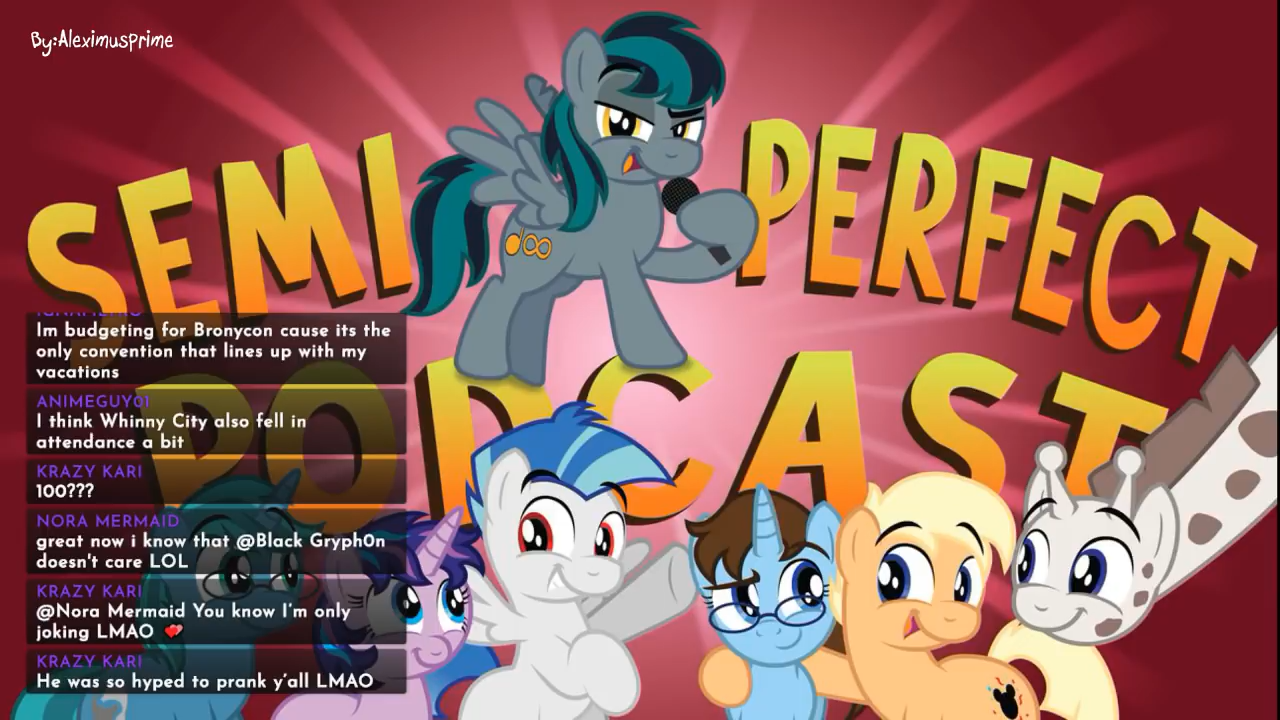 By:Aleximusprime
SEMI PERFECT
PODCAST
Im budgeting for Bronycon cause its the
only convention that lines up with my
vacations
ANIMEGUY01
I think Whinny City also fell in
attendance a bit
KRAZY KARI
100???
NORA MERMAID
great now i know that @Black Gryph0n
doesn't care LOL
KRAZY KARI
@Nora Mermaid You know I'm only
joking LMAO
KRAZY KARI
He was so hyped to prank y'all LMAO